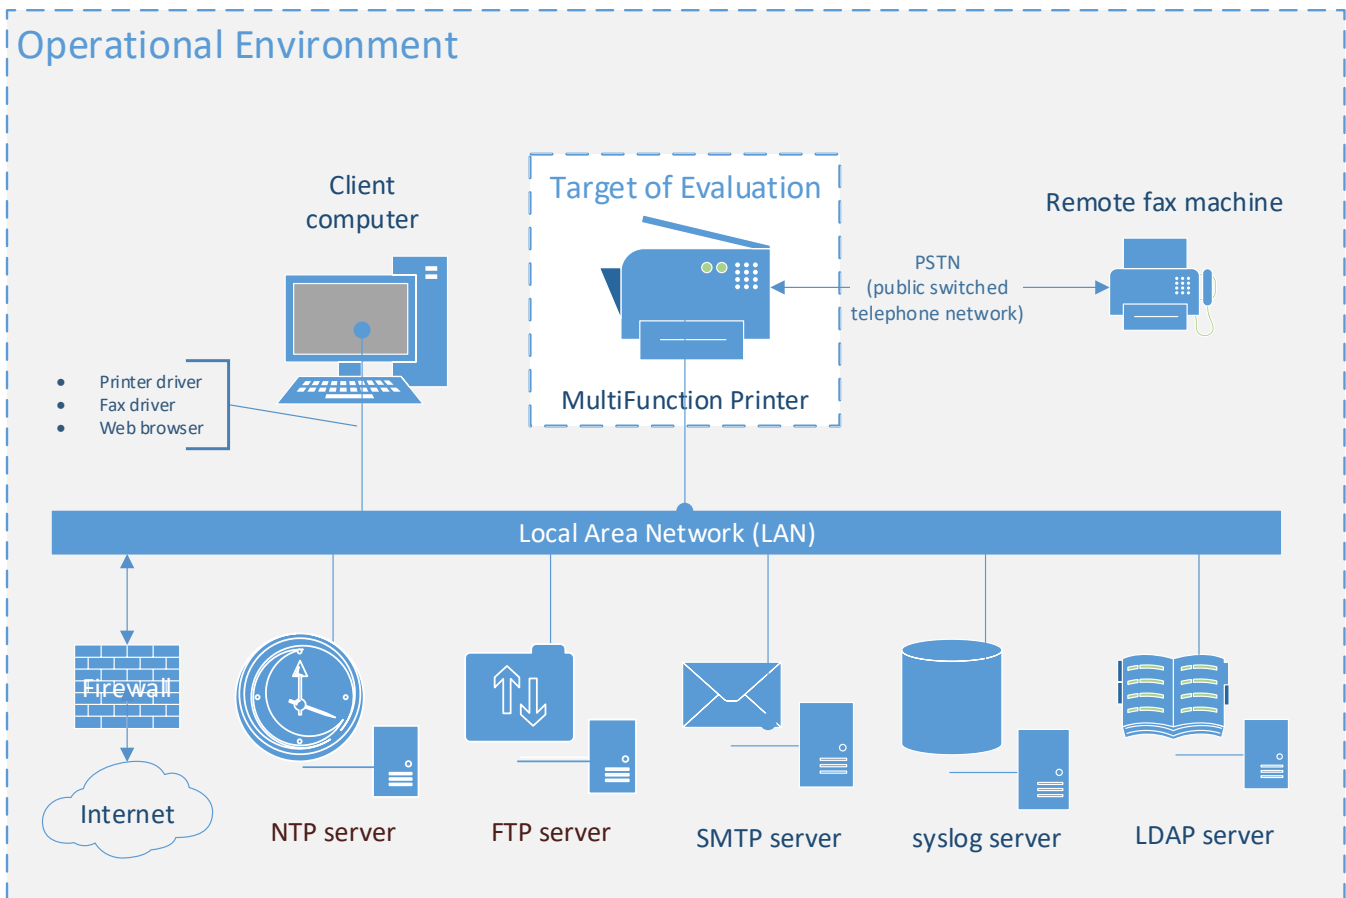 Operational Environment
Client
computer
Target of Evaluation
Remote fax machine
PSTN
(public switched
telephone network)
• Printer driver
• Fax driver
• Web browser
MultiFunction Printer
Local Area Network (LAN)
Firewall
Internet
NTP server
FTP server
SMTP server
syslog server
LDAP server